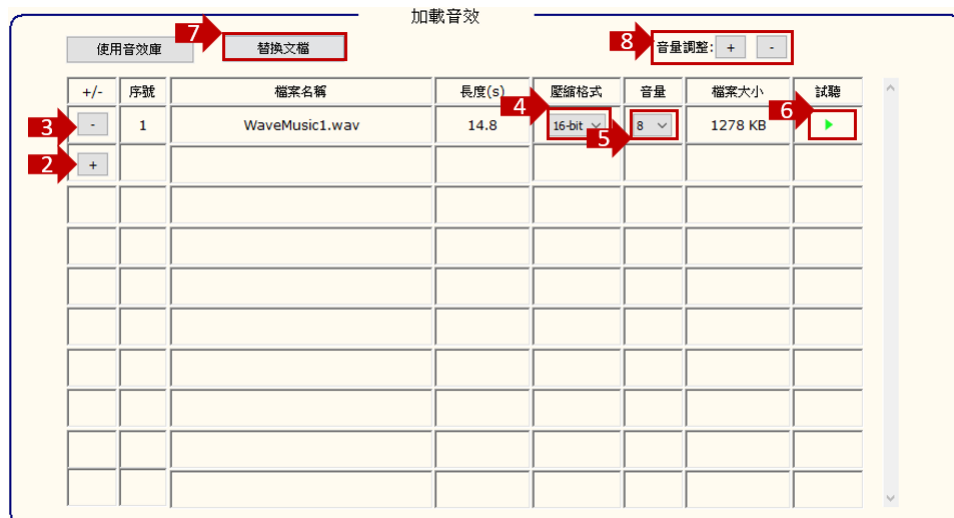 加載音效
使用音效庫 7 替換文檔 8 音量調整: + -
+/- 序號 檔案名稱 長度(s) 壓縮格式 音量 檔案大小 試聽
3 - 1 WaveMusic1.wav 14.8 4 16-bit 5 8 1278 KB 6
2 +